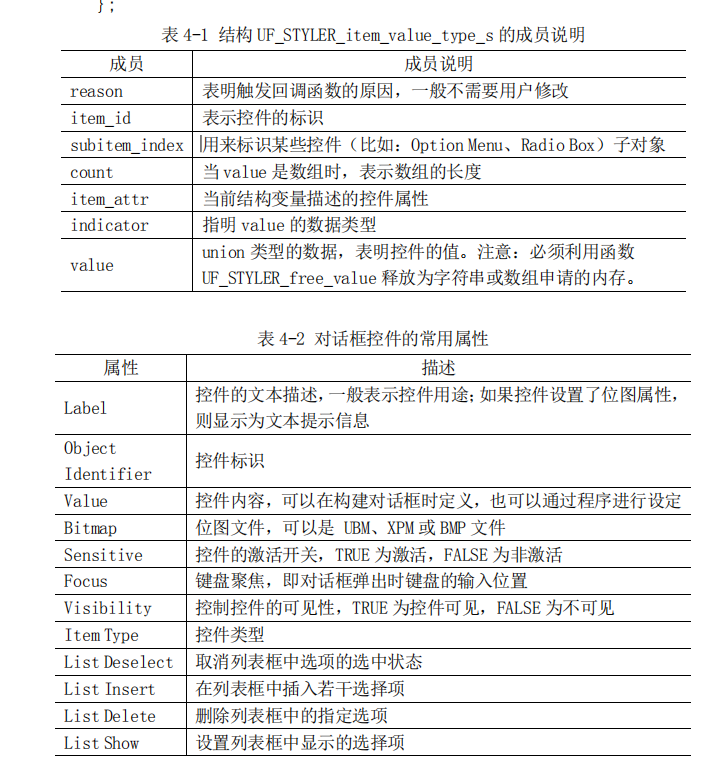 };
表 4-1 结构 UF_STYLER_item_value_type_s 的成员说明
成员 成员说明
reason 表明触发回调函数的原因，一般不需要用户修改
item_id 表示控件的标识
subitem_index 用来标识某些控件（比如：Option Menu、Radio Box）子对象
count 当 value 是数组时，表示数组的长度
item_attr 当前结构变量描述的控件属性
indicator 指明 value 的数据类型
value union 类型的数据，表明控件的值。注意：必须利用函数
UF_STYLER_free_value 释放为字符串或数组申请的内存。
表 4-2 对话框控件的常用属性
属性 描述
Label 控件的文本描述，一般表示控件用途；如果控件设置了位图属性，
则显示为文本提示信息
Object
Identifier 控件标识
Value 控件内容，可以在构建对话框时定义，也可以通过程序进行设定
Bitmap 位图文件，可以是 UBM、XPM 或 BMP 文件
Sensitive 控件的激活开关，TRUE 为激活，FALSE 为非激活
Focus 键盘聚焦，即对话框弹出时键盘的输入位置
Visibility 控制控件的可见性，TRUE 为控件可见，FALSE 为不可见
Item Type 控件类型
List Deselect 取消列表框中选项的选中状态
List Insert 在列表框中插入若干选择项
List Delete 删除列表框中的指定选项
List Show 设置列表框中显示的选择项